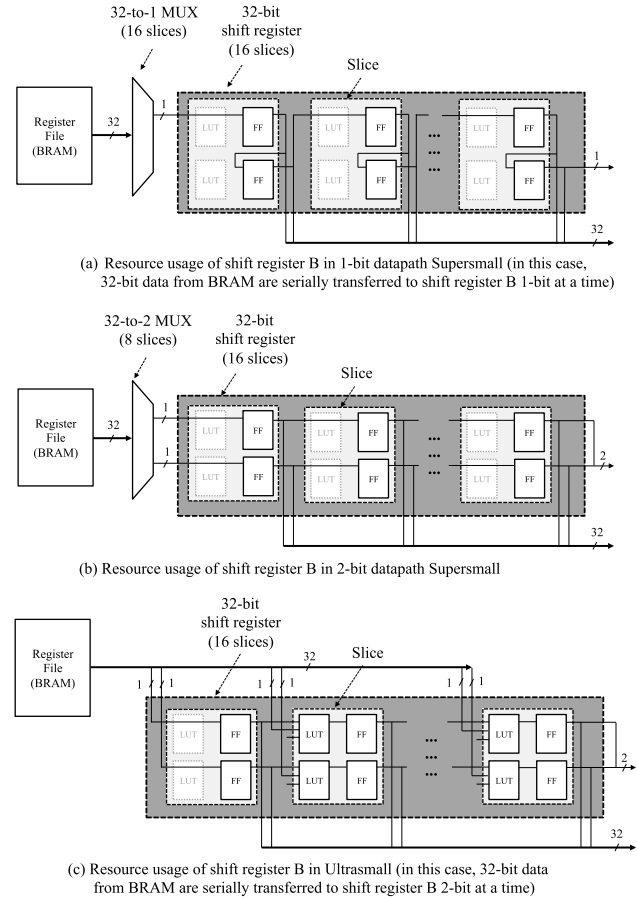 32-to-1 MUX
(16 slices)
32-bit
shift register
(16 slices)
Slice
Register
File
(BRAM)
32
1
LUT
FF
LUT
FF
LUT
FF
LUT
FF
LUT
FF
LUT
FF
...
...
1
32
(a) Resource usage of shift register B in 1-bit datapath Supersmall (in this case,
32-bit data from BRAM are serially transferred to shift register B 1-bit at a time)
32-to-2 MUX
(8 slices)
32-bit
shift register
(16 slices)
Slice
Register
File
(BRAM)
32
1
1
LUT
FF
LUT
FF
LUT
FF
LUT
FF
LUT
FF
LUT
FF
...
...
2
32
(b) Resource usage of shift register B in 2-bit datapath Supersmall
32-bit
shift register
(16 slices)
Slice
Register
File
(BRAM)
32
1
1
1
1
1
1
LUT
FF
LUT
FF
LUT
FF
LUT
FF
LUT
FF
LUT
FF
...
...
2
32
(c) Resource usage of shift register B in Ultrasmall (in this case, 32-bit data
from BRAM are serially transferred to shift register B 2-bit at a time)